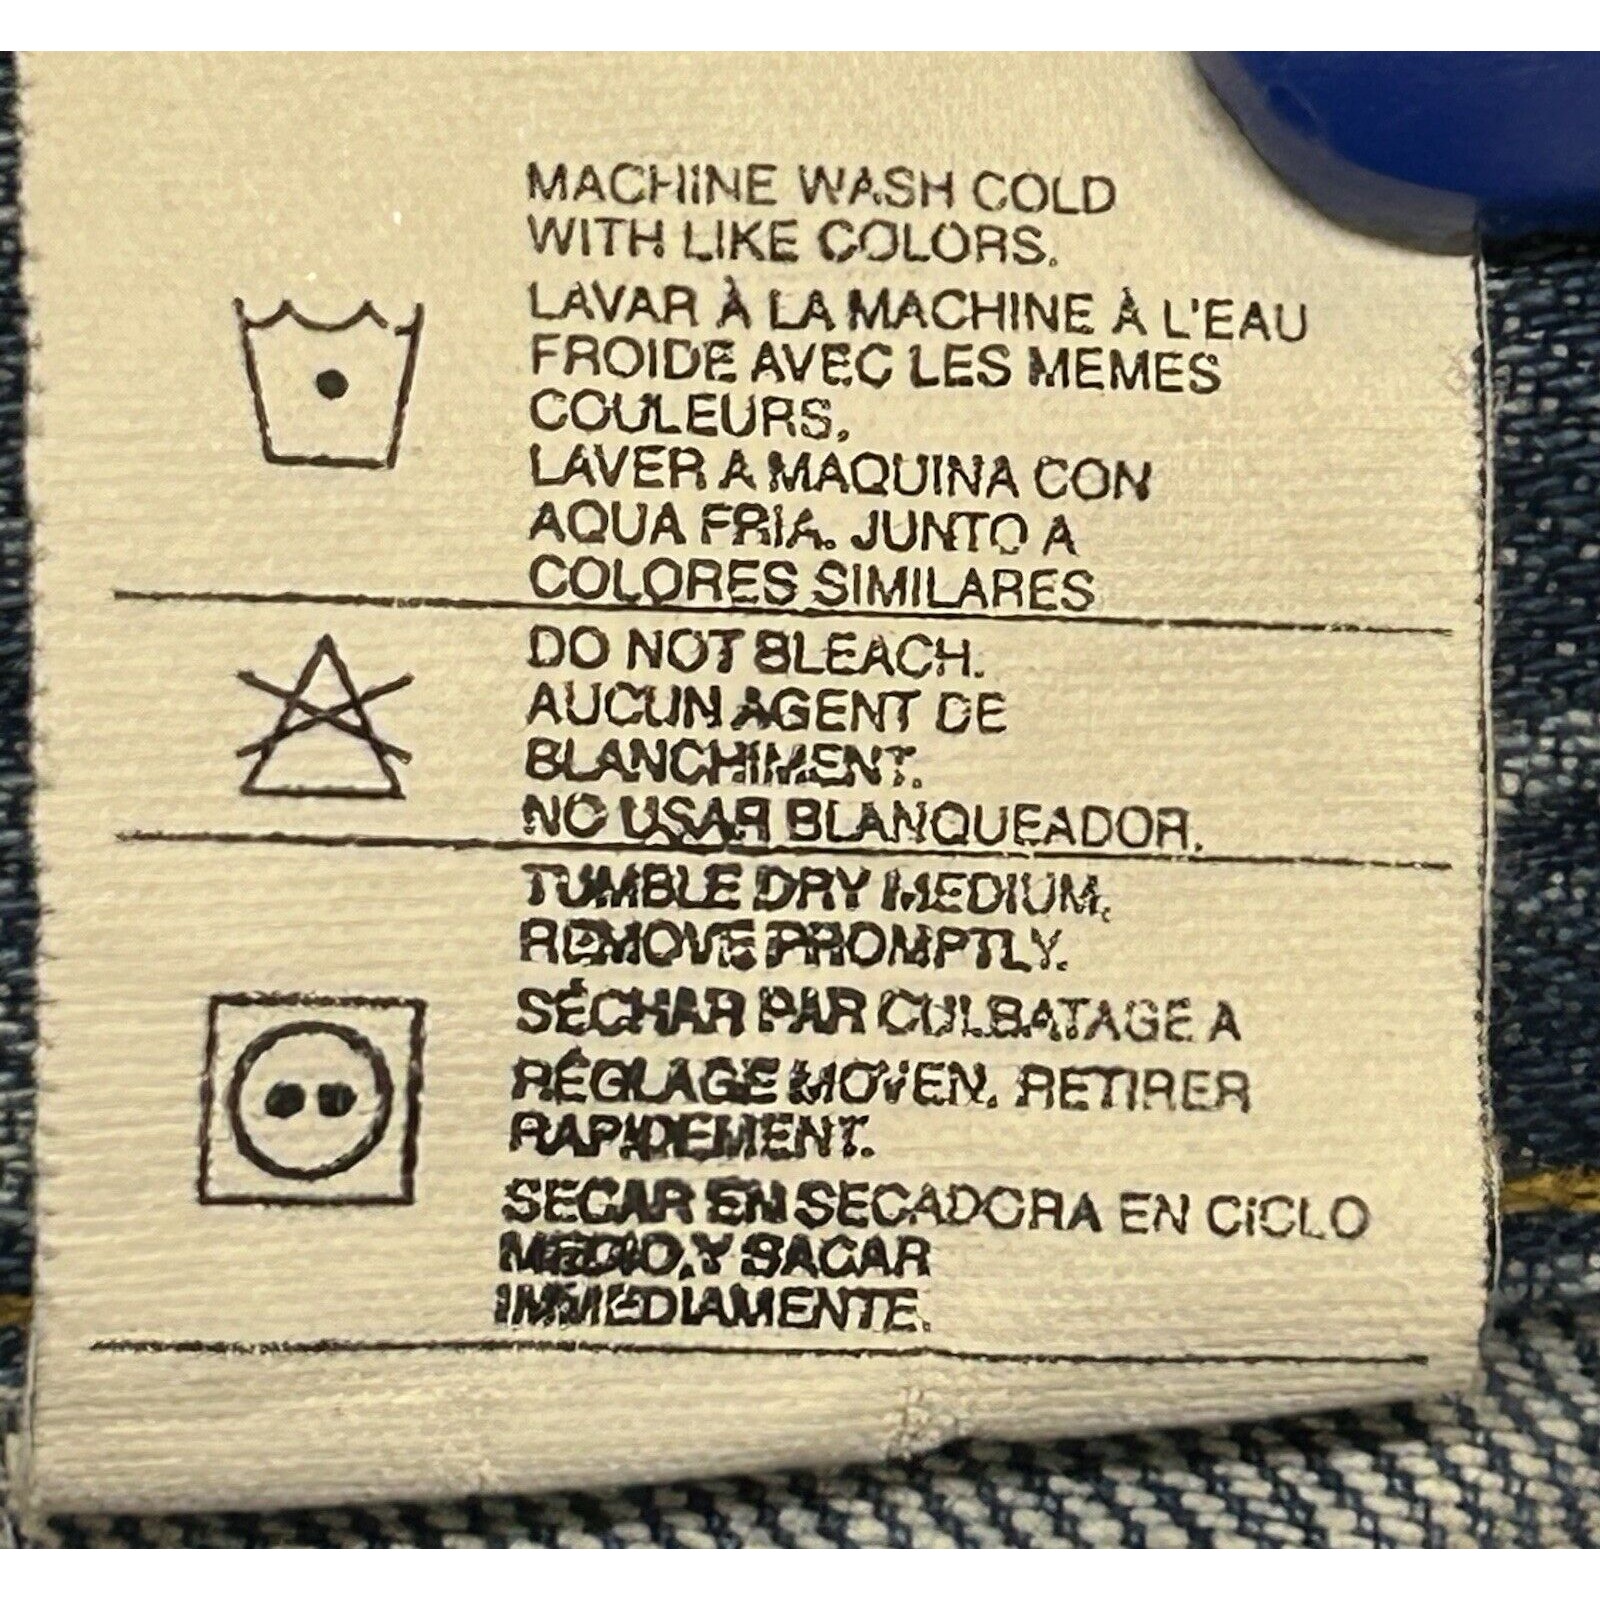 MACHINE WASH COLD
WITH LIKE COLORS.
LAVAR À LA MACHINE À L'EAU
FROIDE AVEC LES MEMES
COULEURS.
LAVER A MAQUINA CON
AQUA FRIA. JUNTO A
COLORES SIMILARES
DO NOT BLEACH.
AUCUN AGENT DE
BLANCHIMENT.
NO USAR BLANQUEADOR.
TUMBLE DRY MEDIUM,
REMOVE PROMPTLY.
SÉCHAR PAR CULBATAGE A
RÉGLAGE MOYEN. RETIRER
RAPIDEMENT.
SECAR EN SECADORA EN CICLO
MEDIO, Y SACAR
IMMEDIAMENTE.